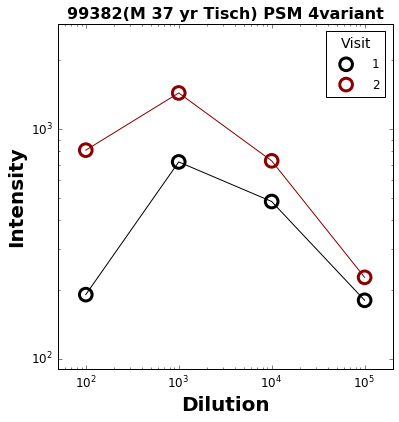 99382(M 37 yr Tisch) PSM 4variant
Visit
1
2
10³
10²
Intensity
10² 10³ 10⁴ 10⁵
Dilution